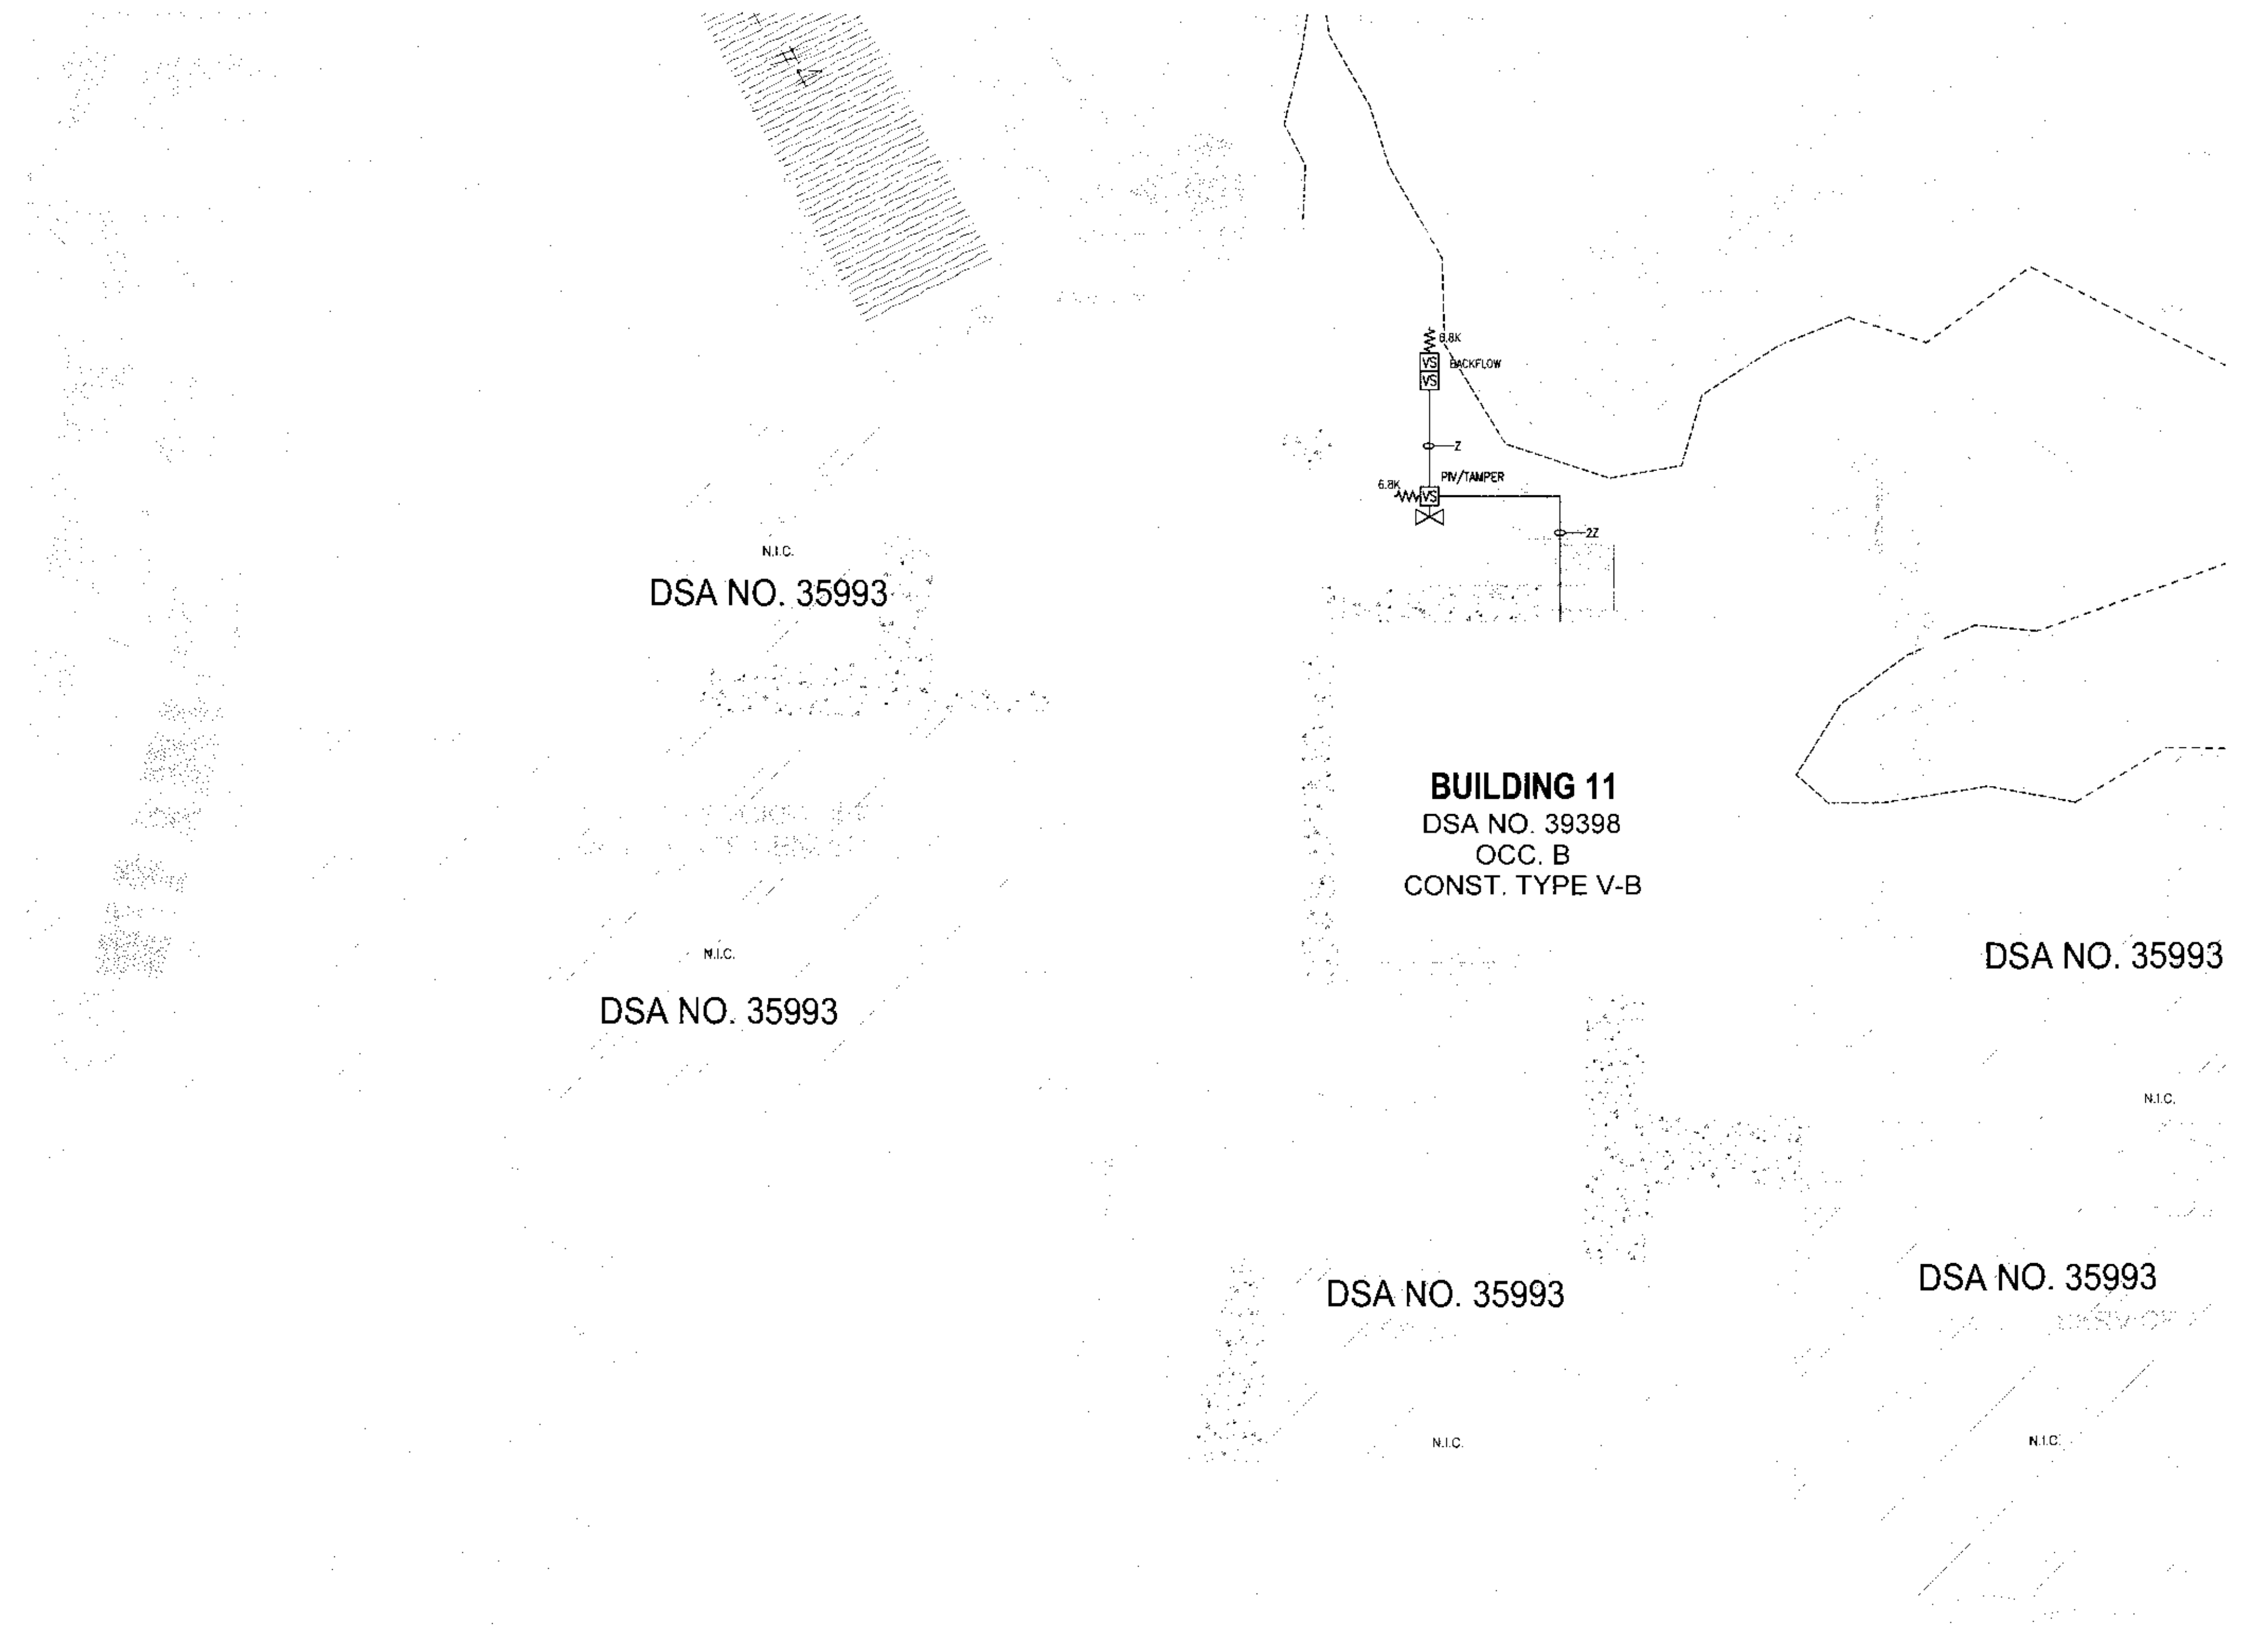 6.8K
VS
BACKFLOW
VS
Z
PIV/TAMPER
6.8K
VS
2Z
N.I.C.
DSA NO. 35993
BUILDING 11
DSA NO. 39398
OCC. B
CONST. TYPE V-B
N.I.C.
DSA NO. 35993
DSA NO. 35993
N.I.C.
DSA NO. 35993
N.I.C.
DSA NO. 35993
N.I.C.